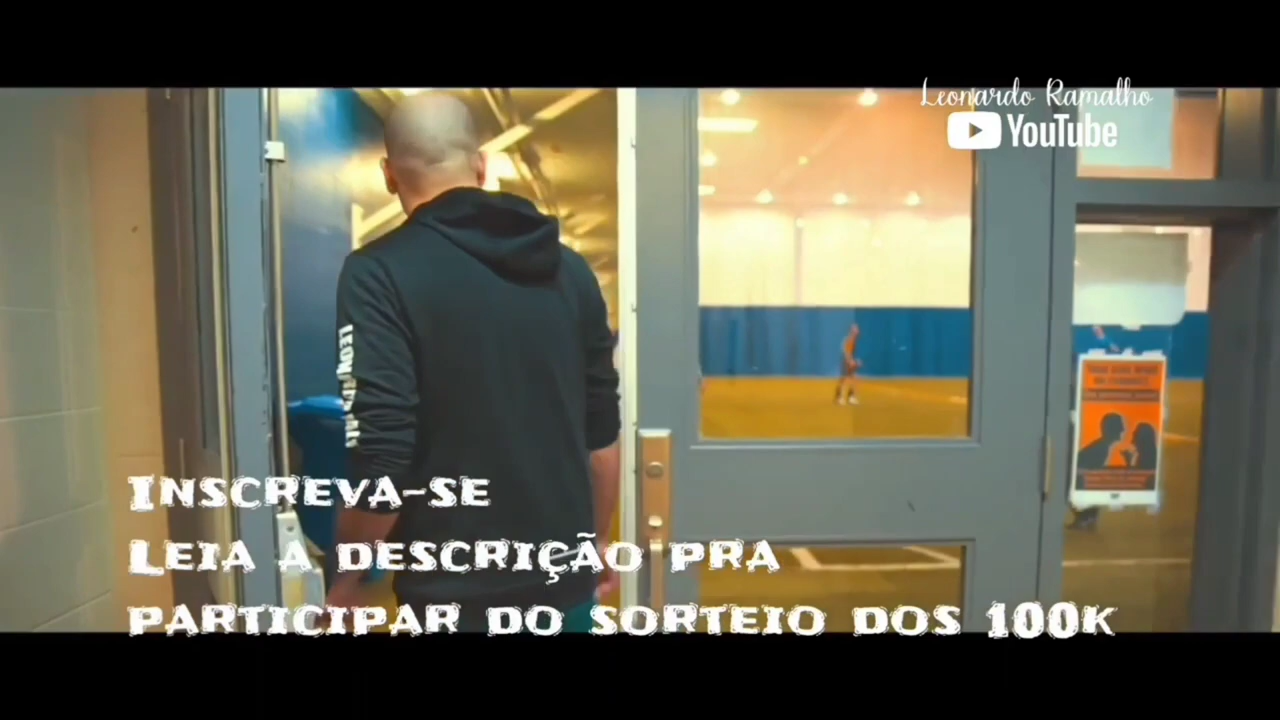 Leonardo Ramalho
YouTube
Inscreva-se
Leia a descrição pra
participar do sorteio dos 100k